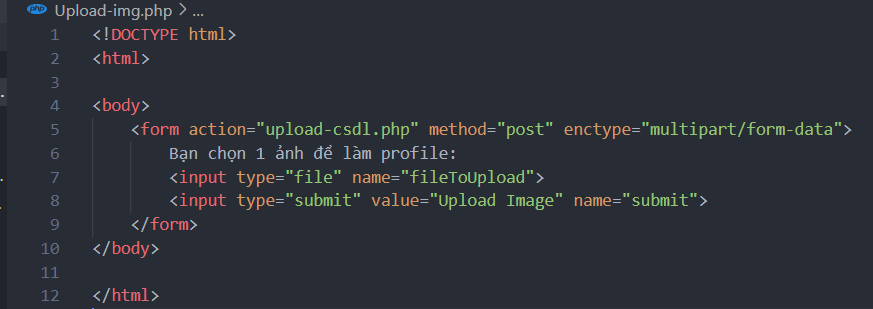 php Upload-img.php > ...
1 <!DOCTYPE html>
2 <html>
3
4 <body>
5 <form action="upload-csdl.php" method="post" enctype="multipart/form-data">
6 Bạn chọn 1 ảnh để làm profile:
7 <input type="file" name="fileToUpload">
8 <input type="submit" value="Upload Image" name="submit">
9 </form>
10 </body>
11
12 </html>